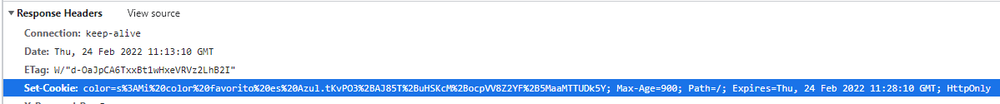 Response Headers View source
Connection: keep-alive
Date: Thu, 24 Feb 2022 11:13:10 GMT
ETag: W/"d-OaJpCA6TxxBt1wHxeVRVz2LhB2I"
Set-Cookie: color=s%3AMi%20color%20favorito%20es%20Azul.tKvPO3%2BAJ85T%2BuHSKcM%2BocpVV8Z2YF%2B5MaaMTTUDk5Y; Max-Age=900; Path=/; Expires=Thu, 24 Feb 2022 11:28:10 GMT; HttpOnly